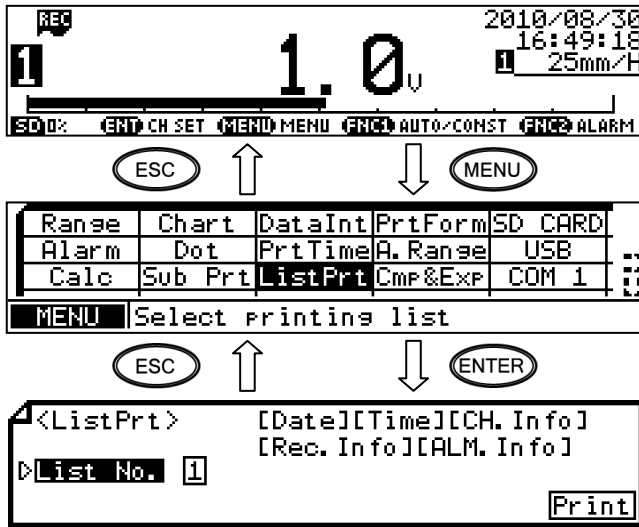 REC
2010/08/30
16:49:18
1 1.0V 1 25mm/H
SD 0% ENT CH SET MENU MENU FNC1 AUTO/CONST FNC2 ALARM
ESC MENU
Range Chart DataInt PrtForm SD CARD
Alarm Dot PrtTime A.Range USB
Calc Sub Prt ListPrt Cmp&Exp COM 1
MENU Select printing list
ESC ENTER
<ListPrt> [Date][Time][CH.Info]
[Rec.Info][ALM.Info]
List No. 1
Print